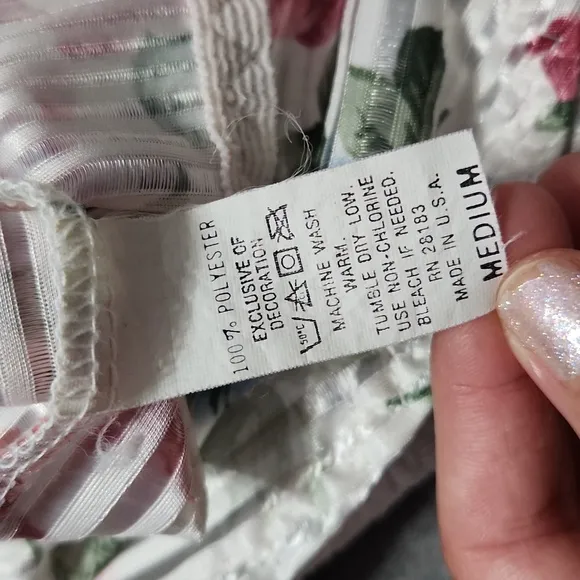 100% POLYESTER
EXCLUSIVE OF
DECORATION
50°C
MACHINE WASH
WARM.
TUMBLE DRY LOW.
USE NON-CHLORINE
BLEACH IF NEEDED.
RN 28183
MADE IN U.S.A.
MEDIUM